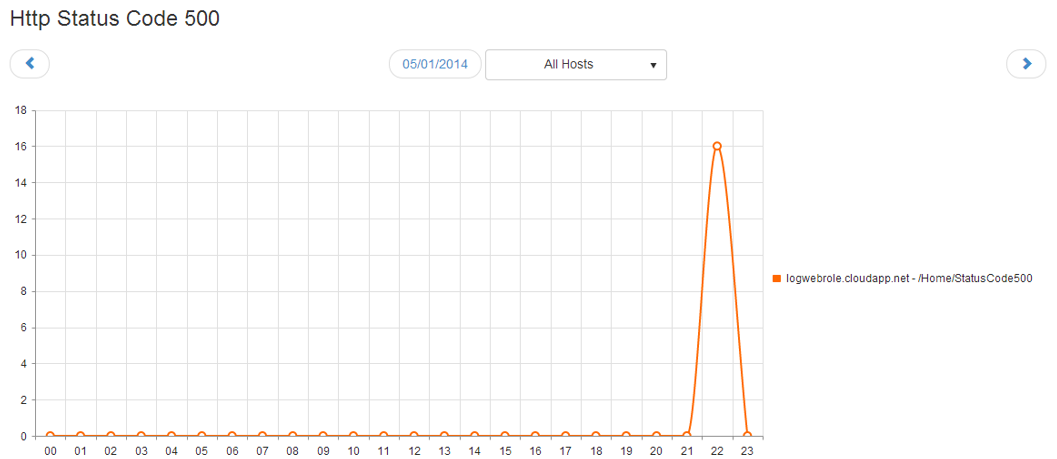 Http Status Code 500
05/01/2014 All Hosts
18
16
14
12
10
8
6
4
2
0
logwebrole.cloudapp.net - /Home/StatusCode500
00 01 02 03 04 05 06 07 08 09 10 11 12 13 14 15 16 17 18 19 20 21 22 23